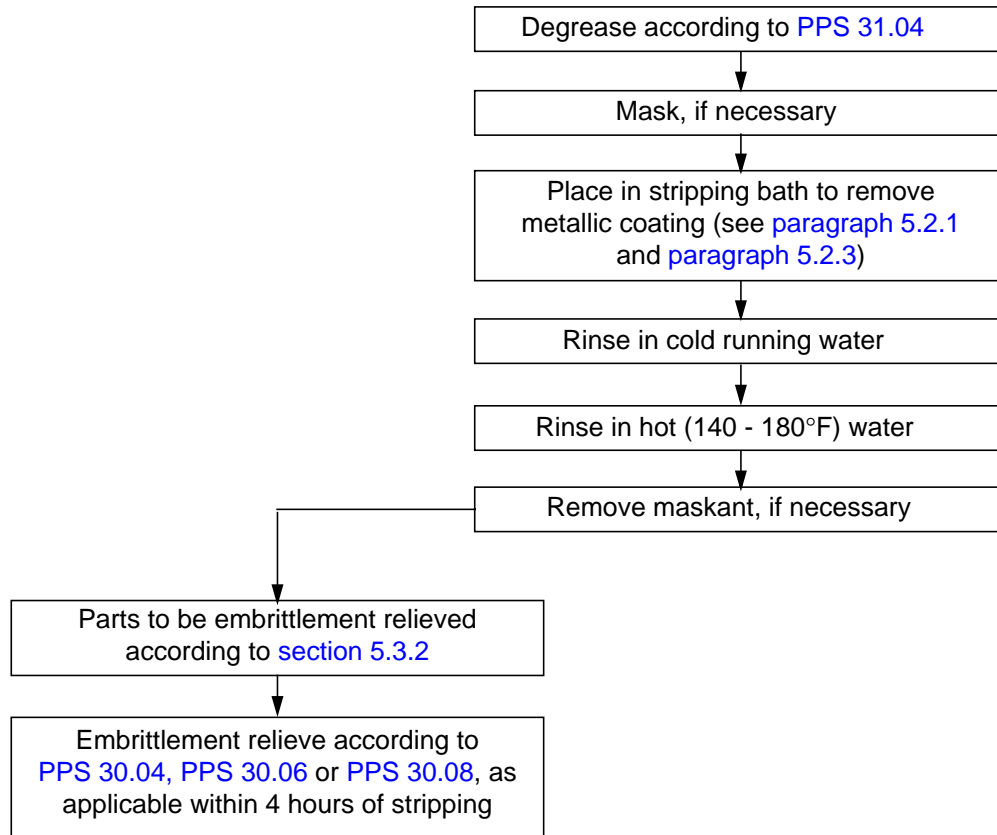 Degrease according to PPS 31.04
Mask, if necessary
Place in stripping bath to remove
metallic coating (see paragraph 5.2.1
and paragraph 5.2.3)
Rinse in cold running water
Rinse in hot (140 - 180°F) water
Remove maskant, if necessary
Parts to be embrittlement relieved
according to section 5.3.2
Embrittlement relieve according to
PPS 30.04, PPS 30.06 or PPS 30.08, as
applicable within 4 hours of stripping